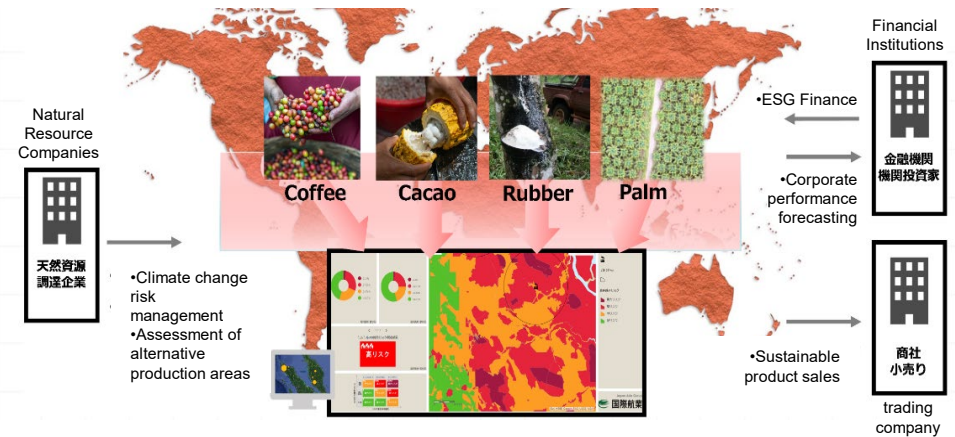 Financial
Institutions
金融機関
機関投資家
•ESG Finance
•Corporate
performance
forecasting
Natural
Resource
Companies
天然資源
調達企業
Coffee
Cacao
Rubber
Palm
•Climate change
risk
management
•Assessment of
alternative
production areas
高リスク
国際航業
•Sustainable
product sales
商社
小売り
trading
company